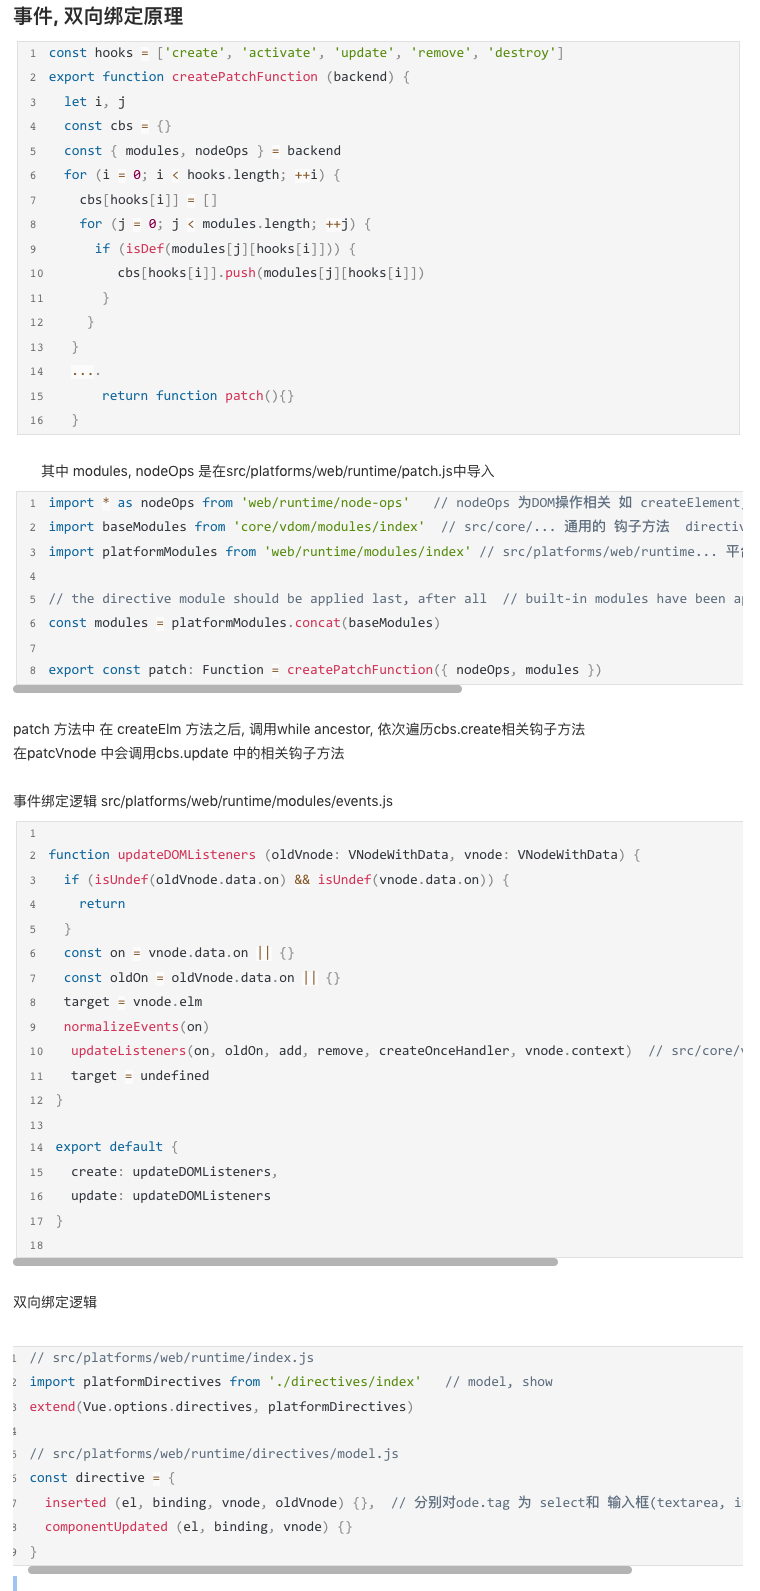 事件, 双向绑定原理
1 const hooks = ['create', 'activate', 'update', 'remove', 'destroy']
2 export function createPatchFunction (backend) {
3 let i, j
4 const cbs = {}
5 const { modules, nodeOps } = backend
6 for (i = 0; i < hooks.length; ++i) {
7 cbs[hooks[i]] = []
8 for (j = 0; j < modules.length; ++j) {
9 if (isDef(modules[j][hooks[i]])) {
10 cbs[hooks[i]].push(modules[j][hooks[i]])
11 }
12 }
13 }
14 ....
15 return function patch(){}
16 }
其中 modules, nodeOps 是在src/platforms/web/runtime/patch.js中导入
1 import * as nodeOps from 'web/runtime/node-ops' // nodeOps 为DOM操作相关 如 createElement,
2 import baseModules from 'core/vdom/modules/index' // src/core/... 通用的 钩子方法 directiv
3 import platformModules from 'web/runtime/modules/index' // src/platforms/web/runtime... 平
4
5 // the directive module should be applied last, after all // built-in modules have been ap
6 const modules = platformModules.concat(baseModules)
7
8 export const patch: Function = createPatchFunction({ nodeOps, modules })
patch 方法中 在 createElm 方法之后, 调用while ancestor, 依次遍历cbs.create相关钩子方法
在patcVnode 中会调用cbs.update 中的相关钩子方法
事件绑定逻辑 src/platforms/web/runtime/modules/events.js
1
2 function updateDOMListeners (oldVnode: VNodeWithData, vnode: VNodeWithData) {
3 if (isUndef(oldVnode.data.on) && isUndef(vnode.data.on)) {
4 return
5 }
6 const on = vnode.data.on || {}
7 const oldOn = oldVnode.data.on || {}
8 target = vnode.elm
9 normalizeEvents(on)
10 updateListeners(on, oldOn, add, remove, createOnceHandler, vnode.context) // src/core/v
11 target = undefined
12 }
13
14 export default {
15 create: updateDOMListeners,
16 update: updateDOMListeners
17 }
18
双向绑定逻辑
1 // src/platforms/web/runtime/index.js
2 import platformDirectives from './directives/index' // model, show
3 extend(Vue.options.directives, platformDirectives)
4
5 // src/platforms/web/runtime/directives/model.js
6 const directive = {
7 inserted (el, binding, vnode, oldVnode) {}, // 分别对ode.tag 为 select和 输入框(textarea, i
8 componentUpdated (el, binding, vnode) {}
9 }